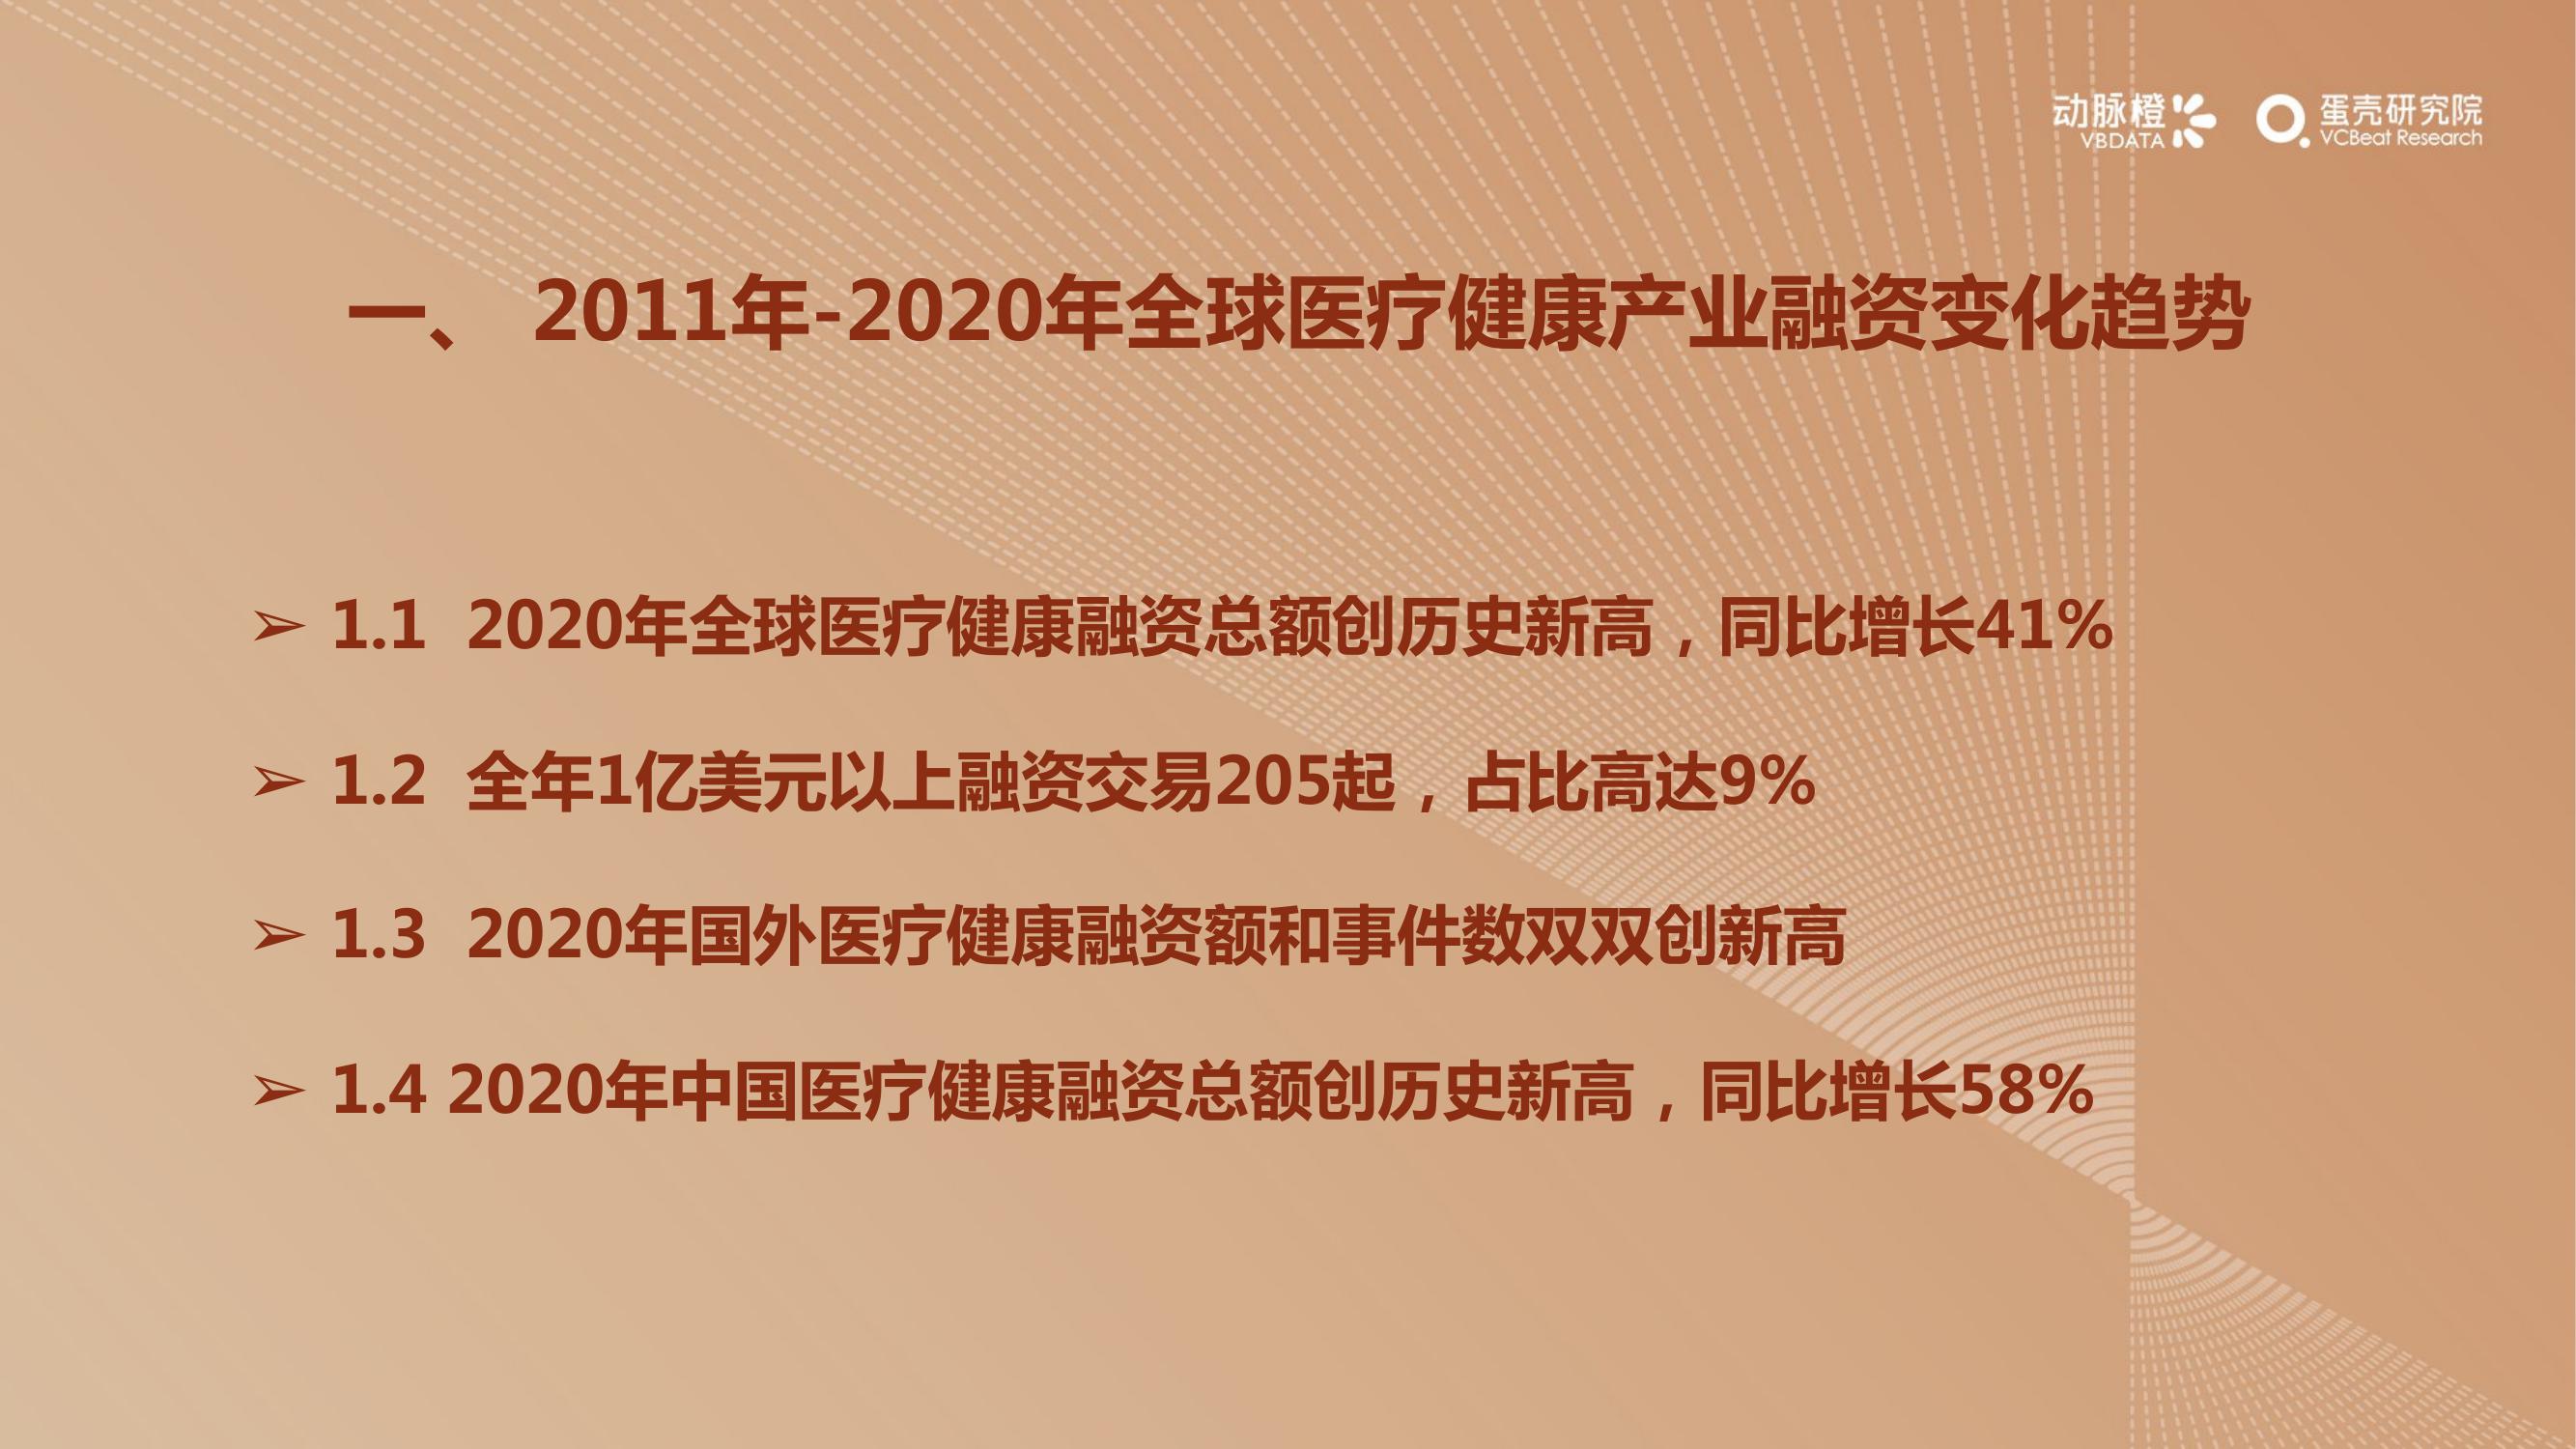 动脉橙
VBDATA
蛋壳研究院
VCBeat Research
一、 2011年-2020年全球医疗健康产业融资变化趋势
➢ 1.1 2020年全球医疗健康融资总额创历史新高，同比增长41%
➢ 1.2 全年1亿美元以上融资交易205起，占比高达9%
➢ 1.3 2020年国外医疗健康融资额和事件数双双创新高
➢ 1.4 2020年中国医疗健康融资总额创历史新高，同比增长58%